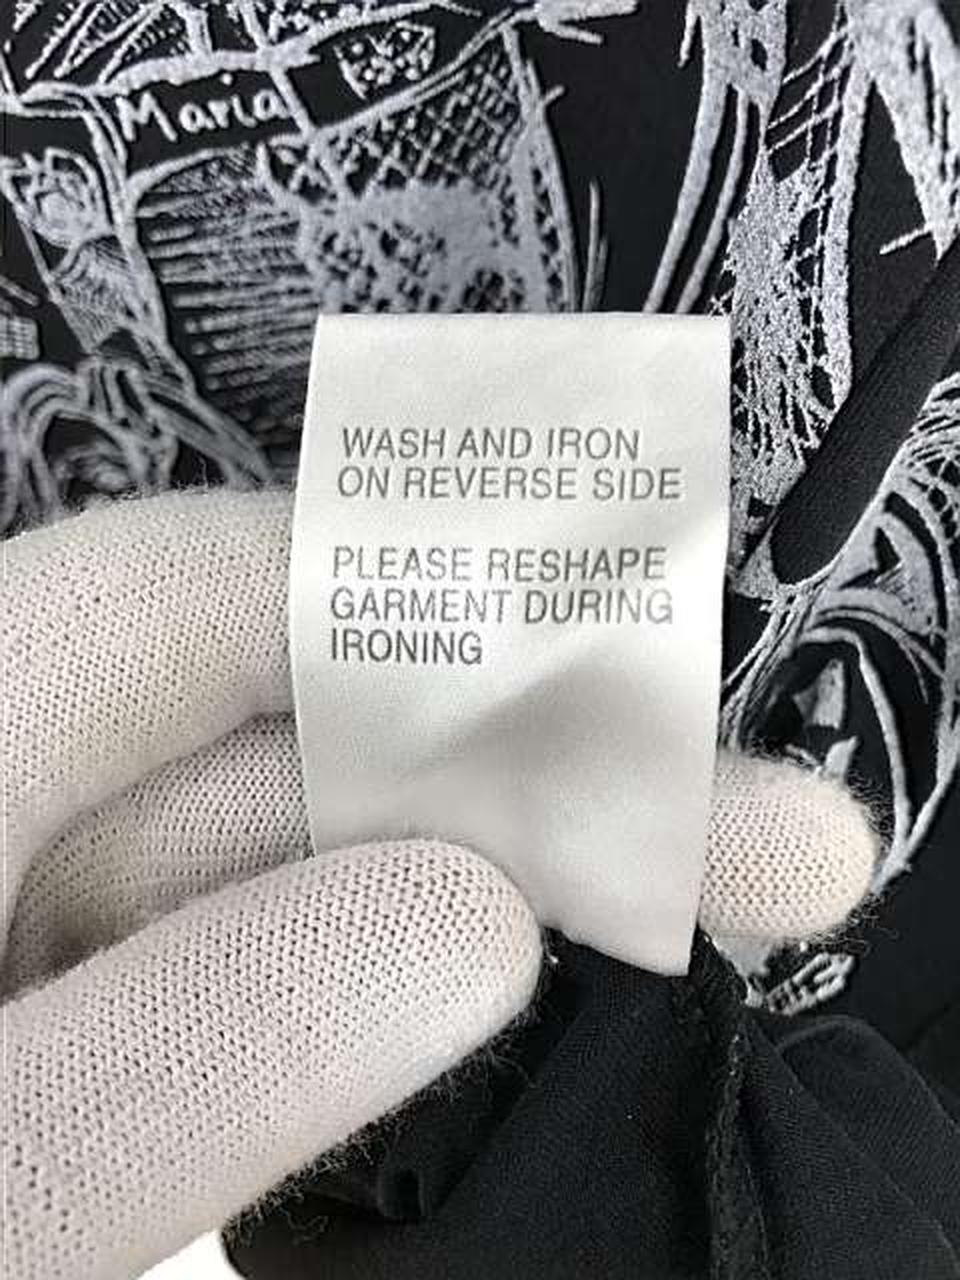 Maria
WASH AND IRON
ON REVERSE SIDE
PLEASE RESHAPE
GARMENT DURING
IRONING